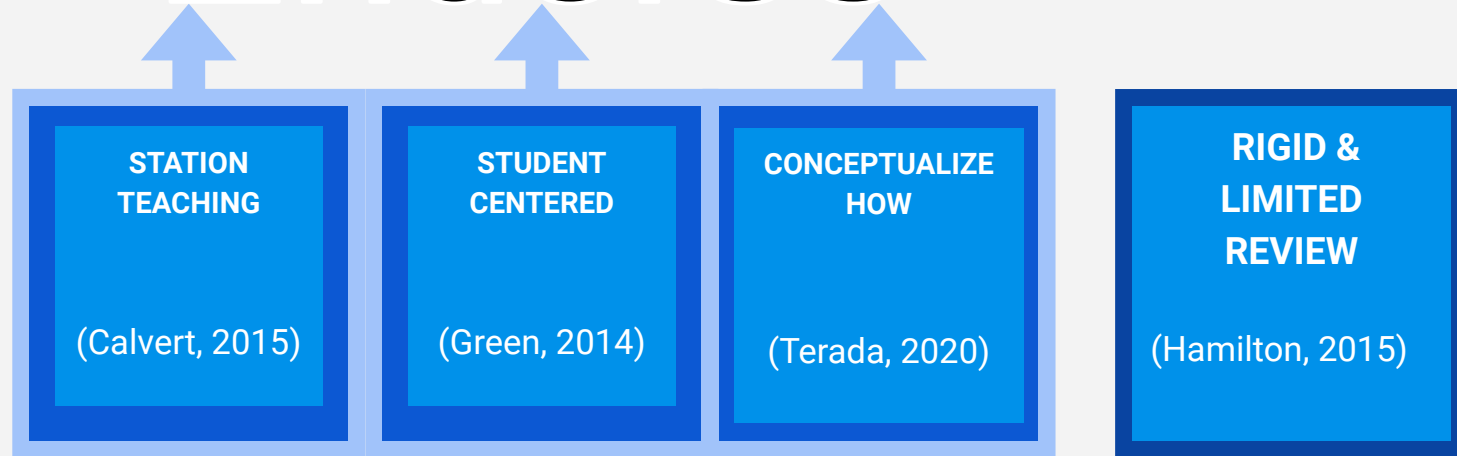 STATION
TEACHING
(Calvert, 2015)
STUDENT
CENTERED
(Green, 2014)
CONCEPTUALIZE
HOW
(Terada, 2020)
RIGID &
LIMITED
REVIEW
(Hamilton, 2015)